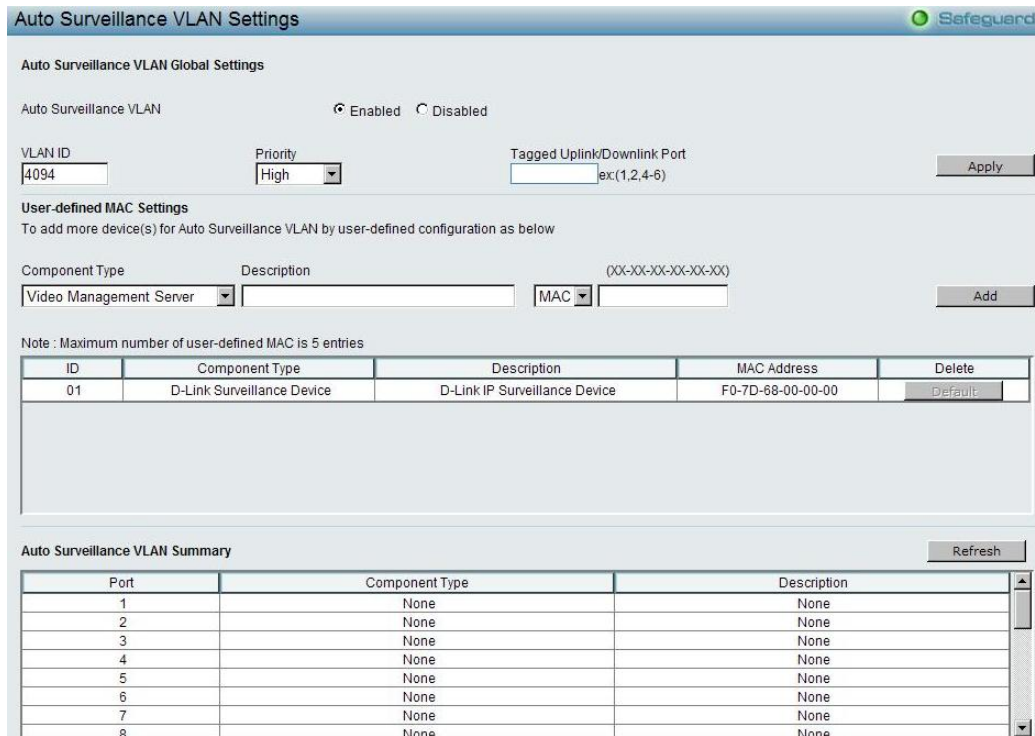 Auto Surveillance VLAN Settings Safeguard
Auto Surveillance VLAN Global Settings
Auto Surveillance VLAN Enabled Disabled
VLAN ID Priority Tagged Uplink/Downlink Port
4094 High ex:(1,2,4-6) Apply
User-defined MAC Settings
To add more device(s) for Auto Surveillance VLAN by user-defined configuration as below
Component Type Description (XX-XX-XX-XX-XX-XX)
Video Management Server MAC Add
Note : Maximum number of user-defined MAC is 5 entries
ID Component Type Description MAC Address Delete
01 D-Link Surveillance Device D-Link IP Surveillance Device F0-7D-68-00-00-00 Default
Auto Surveillance VLAN Summary Refresh
Port Component Type Description
1 None None
2 None None
3 None None
4 None None
5 None None
6 None None
7 None None
8 None None